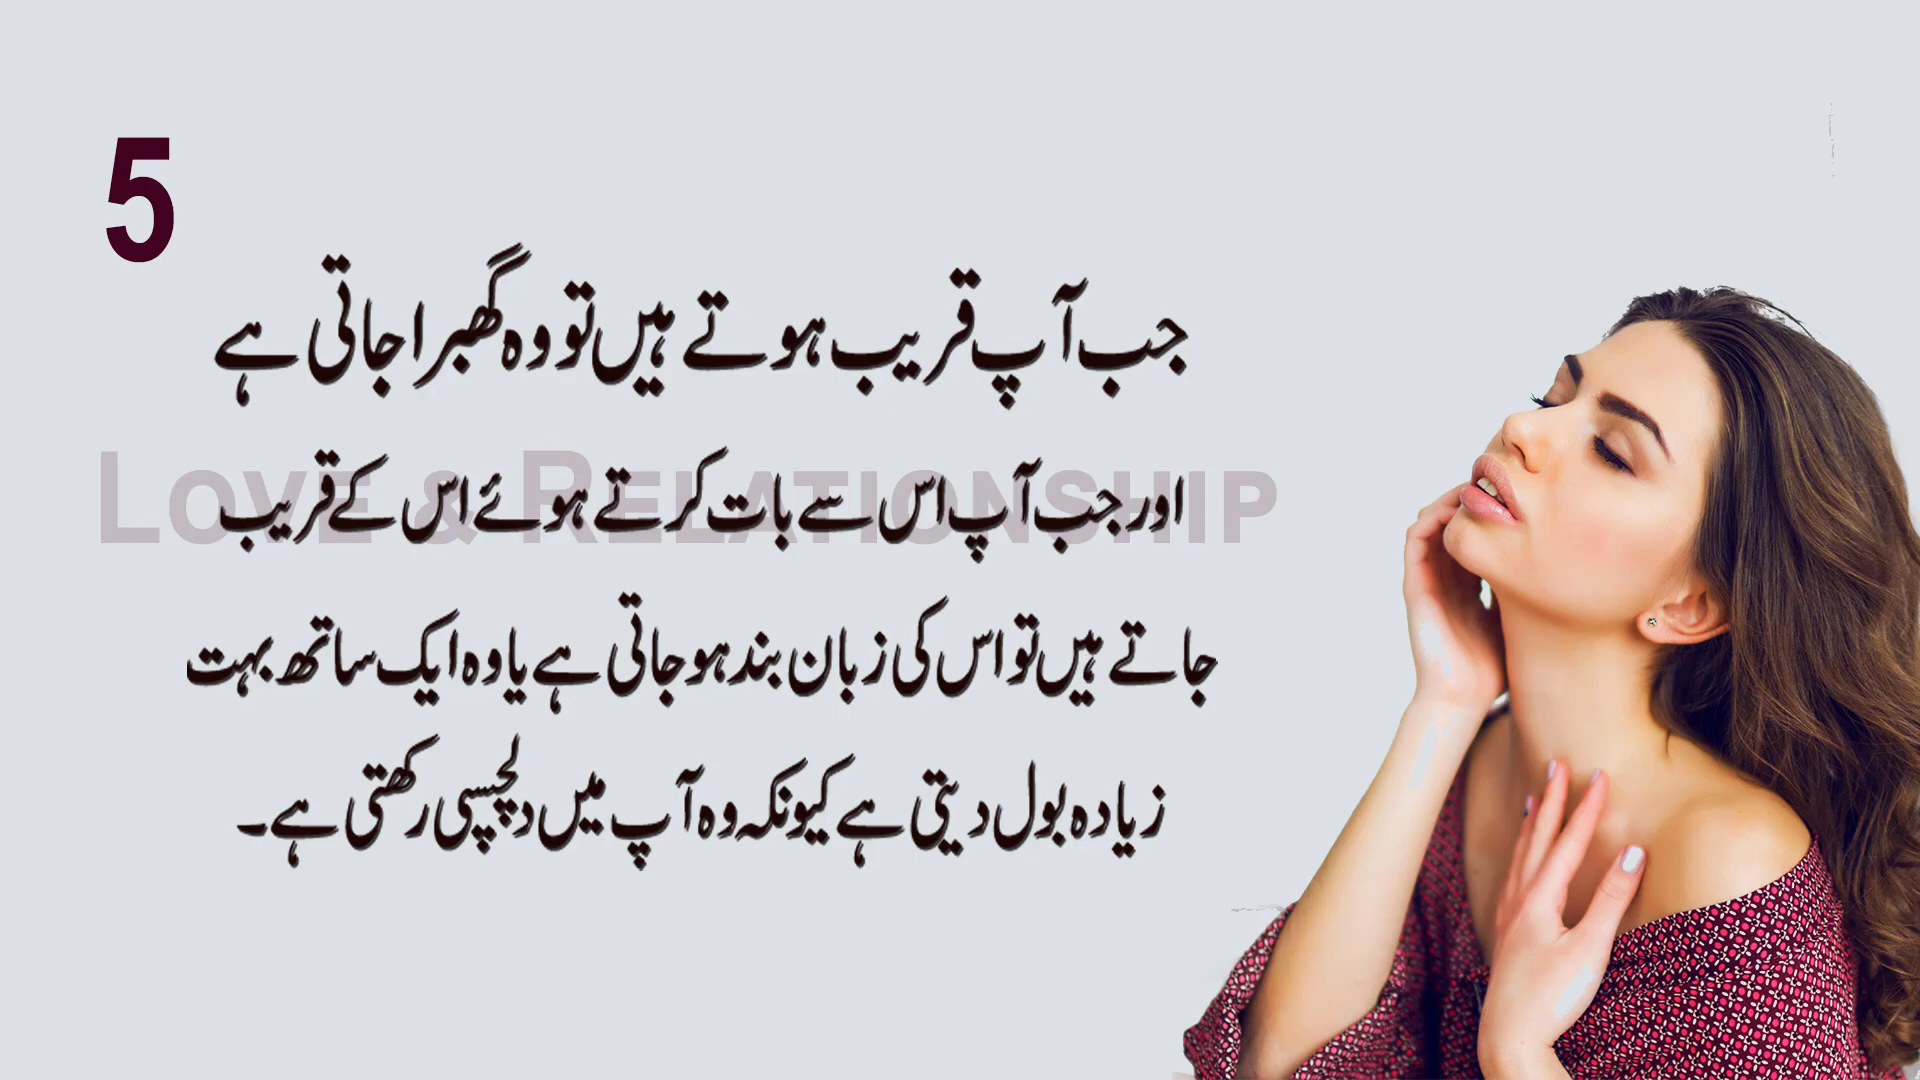 5
جب آپ قریب ہوتے ہیں تو وہ گھبرا جاتی ہے
LOVE & RELATIONSHIP
اور جب آپ اس سے بات کرتے ہوئے اس کے قریب
جاتے ہیں تو اس کی زبان بند ہو جاتی ہے یا وہ ایک ساتھ بہت
زیادہ بول دیتی ہے کیونکہ وہ آپ میں دلچسپی رکھتی ہے۔